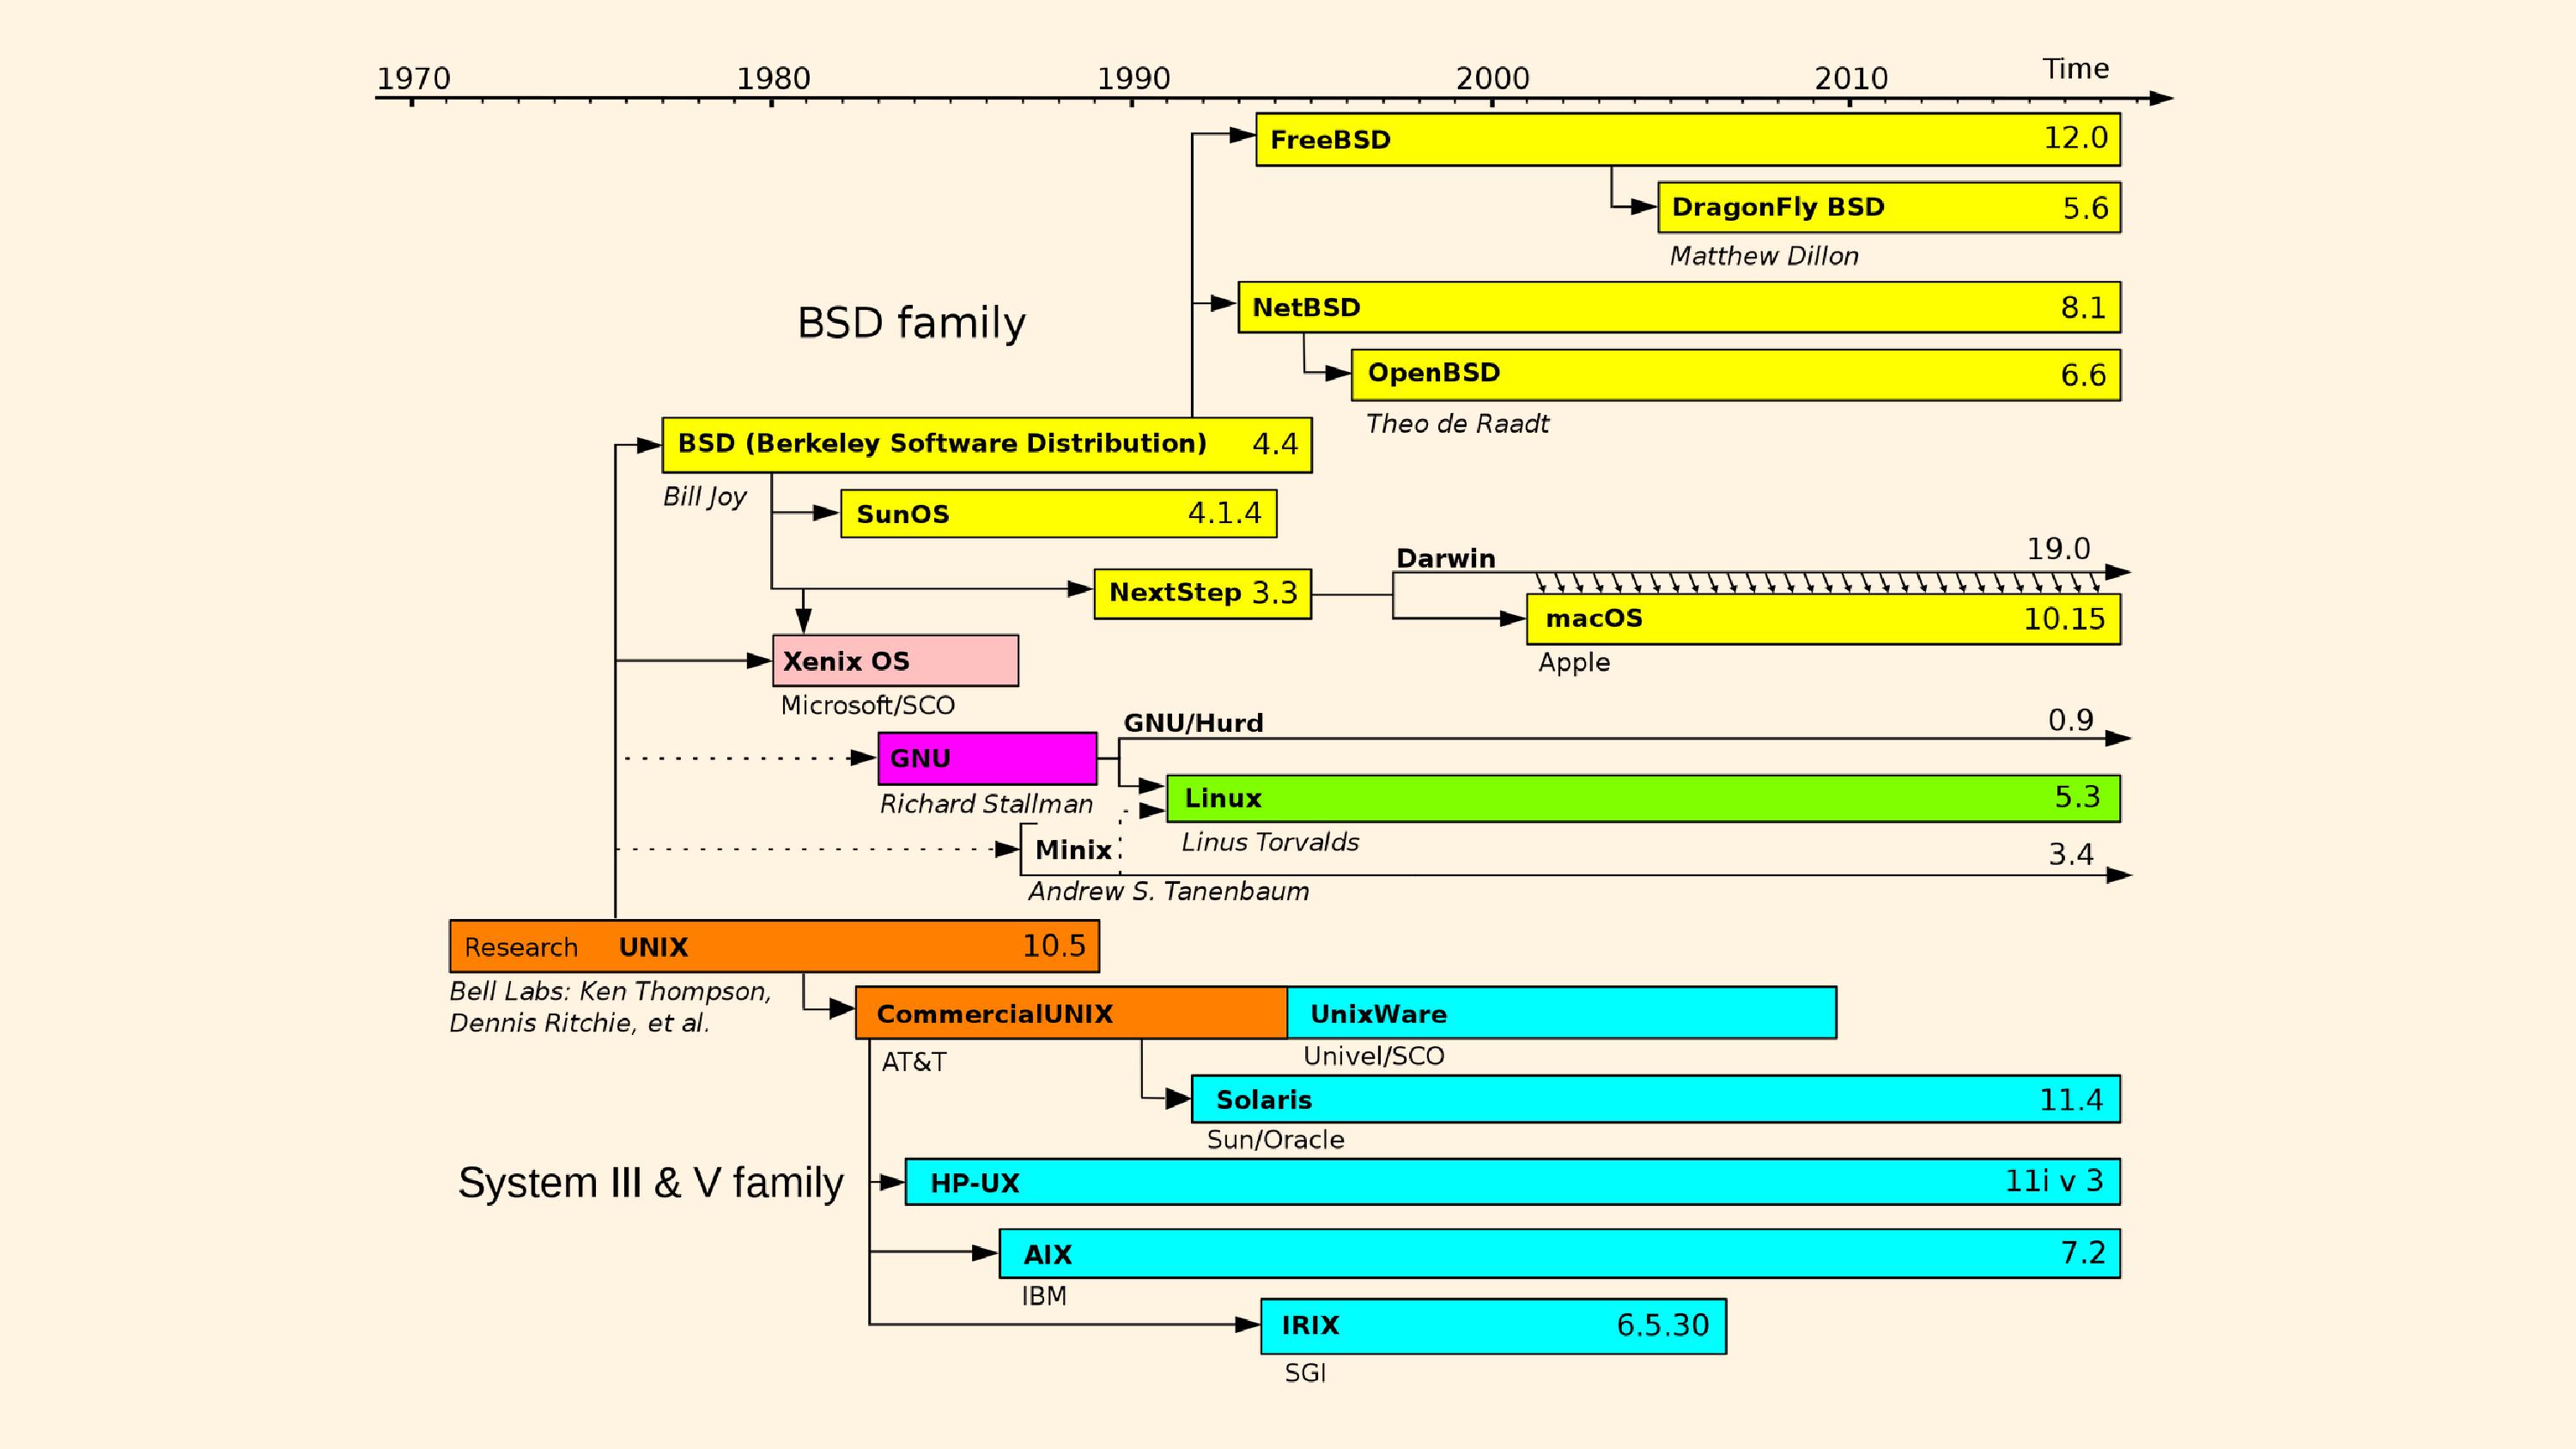 1970 1980 1990 2000 2010 Time
FreeBSD 12.0
DragonFly BSD 5.6
Matthew Dillon
NetBSD 8.1
BSD family
OpenBSD 6.6
Theo de Raadt
BSD (Berkeley Software Distribution) 4.4
Bill Joy
SunOS 4.1.4
Darwin 19.0
NextStep 3.3
macOS 10.15
Apple
Xenix OS
Microsoft/SCO
GNU/Hurd 0.9
GNU
Richard Stallman
Linux 5.3
Linus Torvalds
Minix 3.4
Andrew S. Tanenbaum
Research UNIX 10.5
Bell Labs: Ken Thompson,
Dennis Ritchie, et al.
CommercialUNIX UnixWare
AT&T Univel/SCO
Solaris 11.4
Sun/Oracle
System III & V family
HP-UX 11i v 3
AIX 7.2
IBM
IRIX 6.5.30
SGI